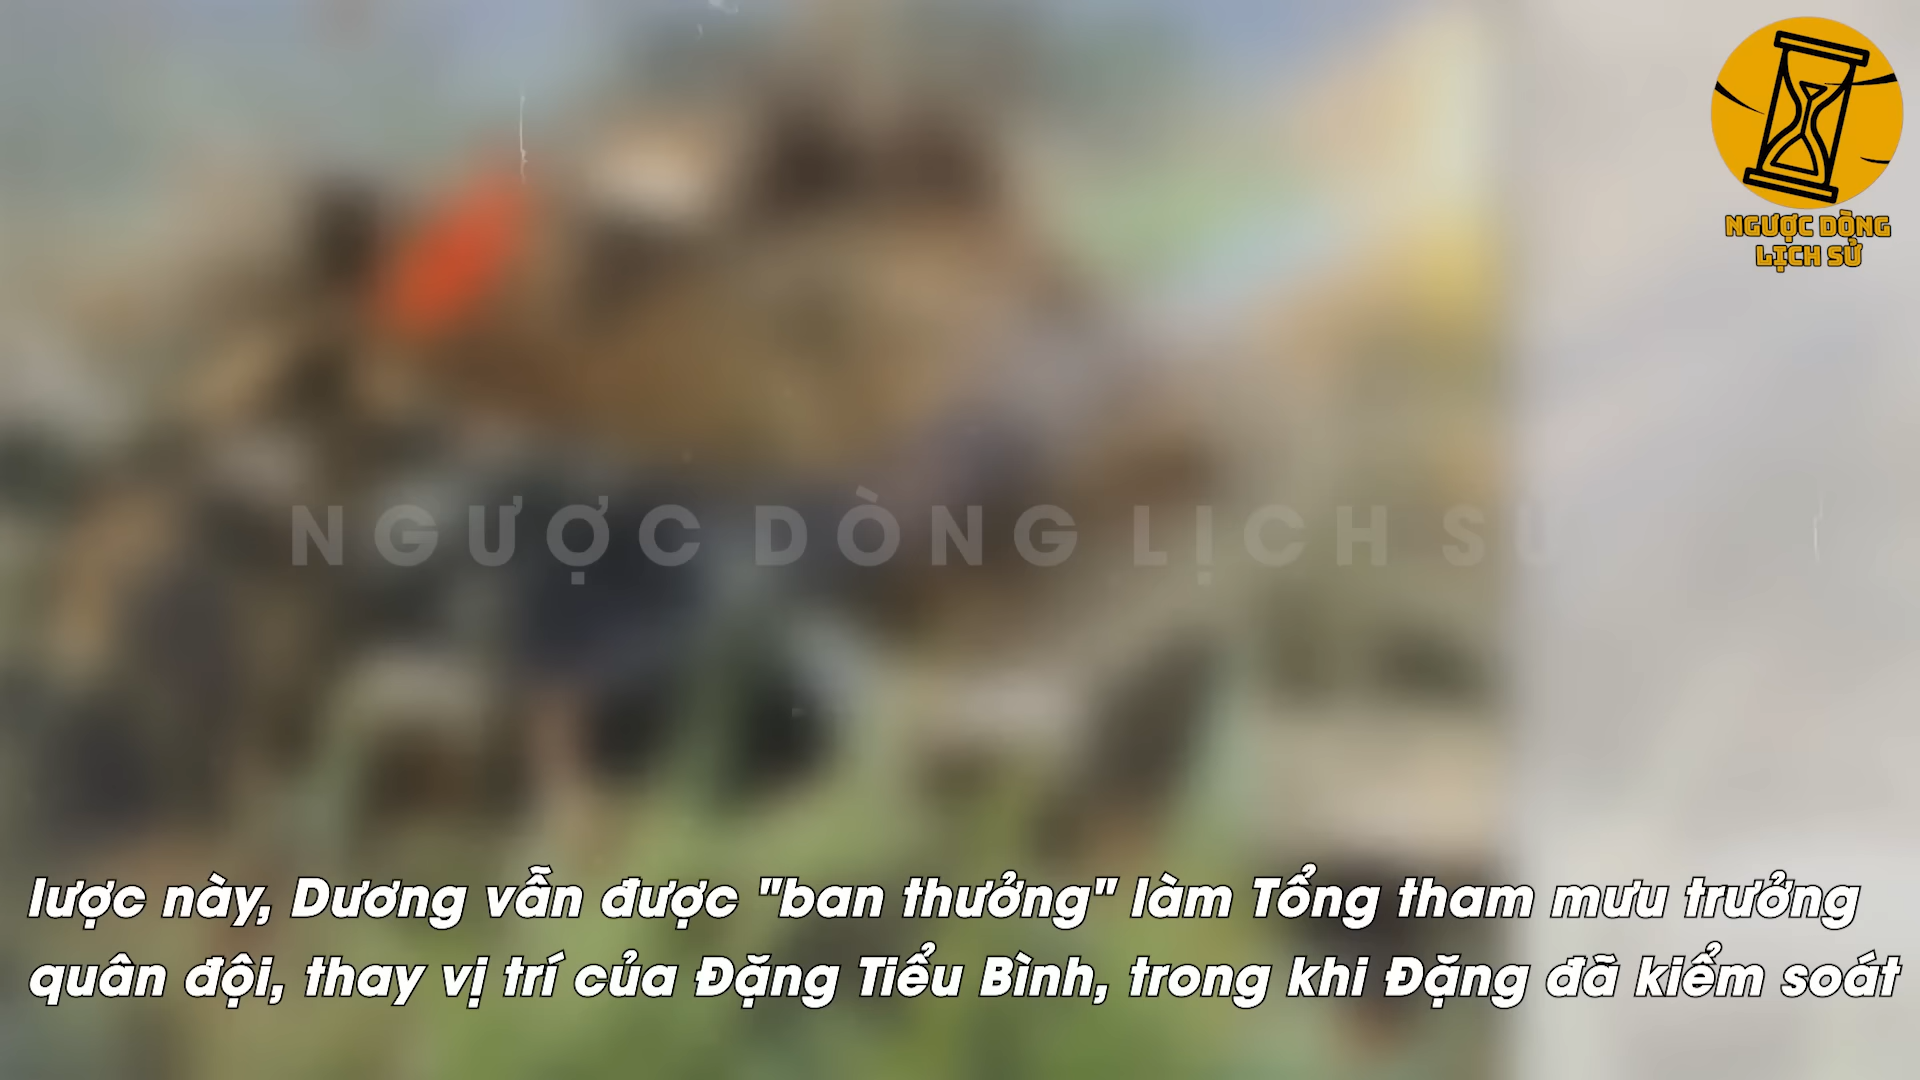 NGƯỢC DÒNG
LỊCH SỬ
NGƯỢC DÒNG LỊCH SỬ
lược này, Dương vẫn được "ban thưởng" làm Tổng tham mưu trưởng
quân đội, thay vị trí của Đặng Tiểu Bình, trong khi Đặng đã kiểm soát